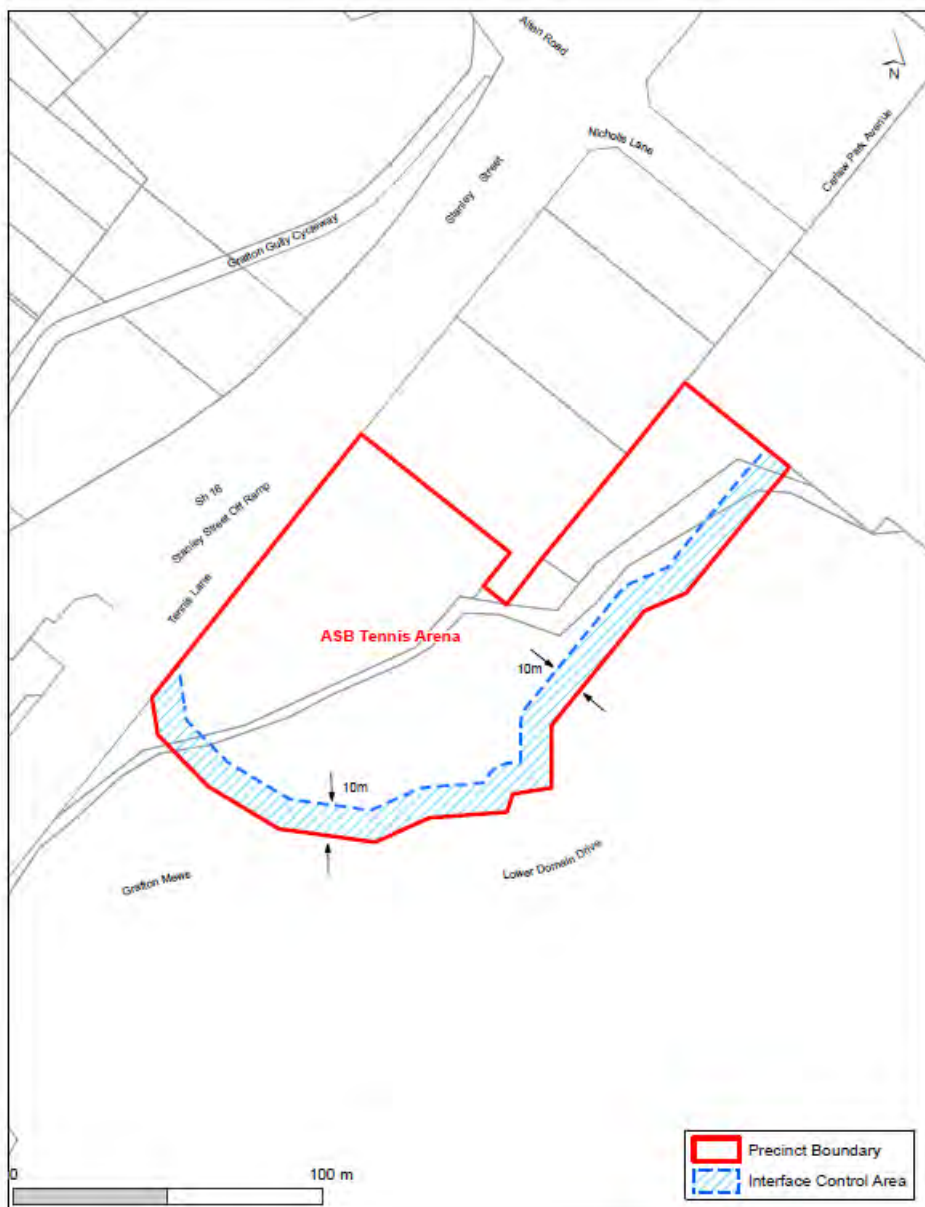 Allen Road
N
Nicholls Lane
Carlaw Park Avenue
Stanley Street
Grafton Gully Cycleway
Sh 16
Stanley Street Off Ramp
Tennis Lane
ASB Tennis Arena
10m
10m
Lower Domain Drive
Grafton Mews
0 100 m
Precinct Boundary
Interface Control Area